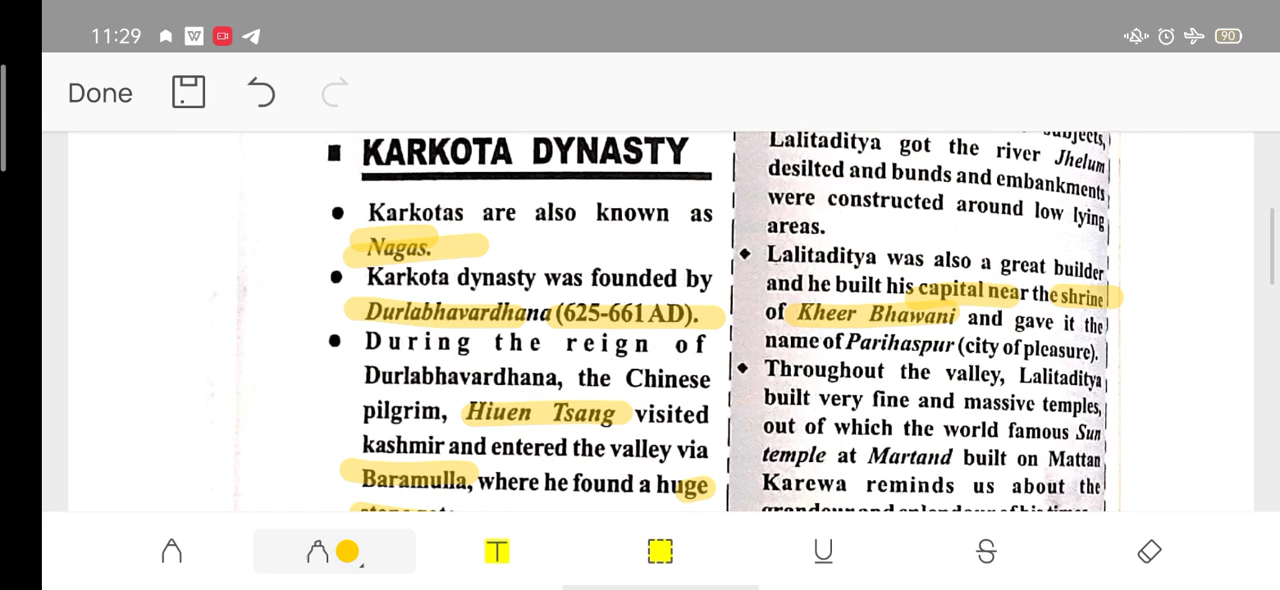 11:29
90
Done
KARKOTA DYNASTY
Karkotas are also known as
Nagas.
Karkota dynasty was founded by
Durlabhavardhana (625-661 AD).
During the reign of
Durlabhavardhana, the Chinese
pilgrim, Hiuen Tsang visited
kashmir and entered the valley via
Baramulla, where he found a huge
subjects,
Lalitaditya got the river Jhelum
desilted and bunds and embankments
were constructed around low lying
areas.
Lalitaditya was also a great builder
and he built his capital near the shrine
of Kheer Bhawani and gave it the
name of Parihaspur (city of pleasure).
Throughout the valley, Lalitaditya
built very fine and massive temples,
out of which the world famous Sun
temple at Martand built on Mattan
Karewa reminds us about the
T
U
S